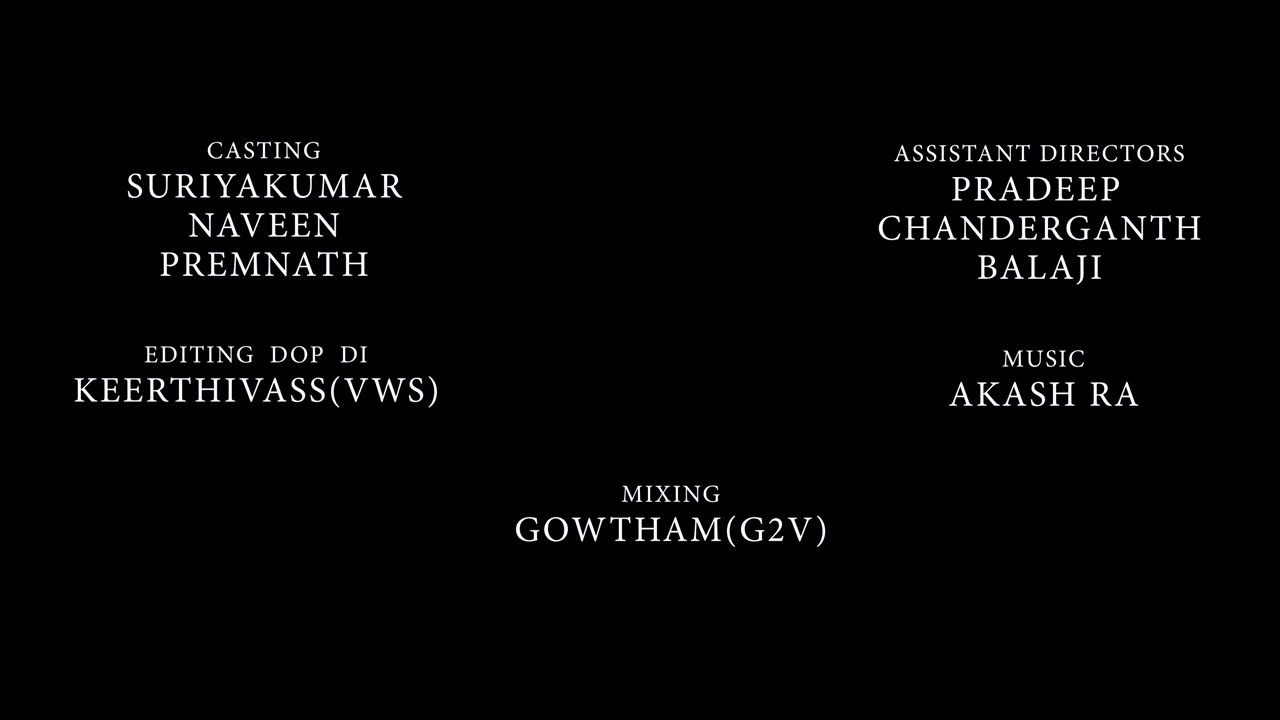 CASTING
SURIYAKUMAR
NAVEEN
PREMNATH
ASSISTANT DIRECTORS
PRADEEP
CHANDERGANTH
BALAJI
EDITING DOP DI
KEERTHIVASS(VWS)
MUSIC
AKASH RA
MIXING
GOWTHAM(G2V)